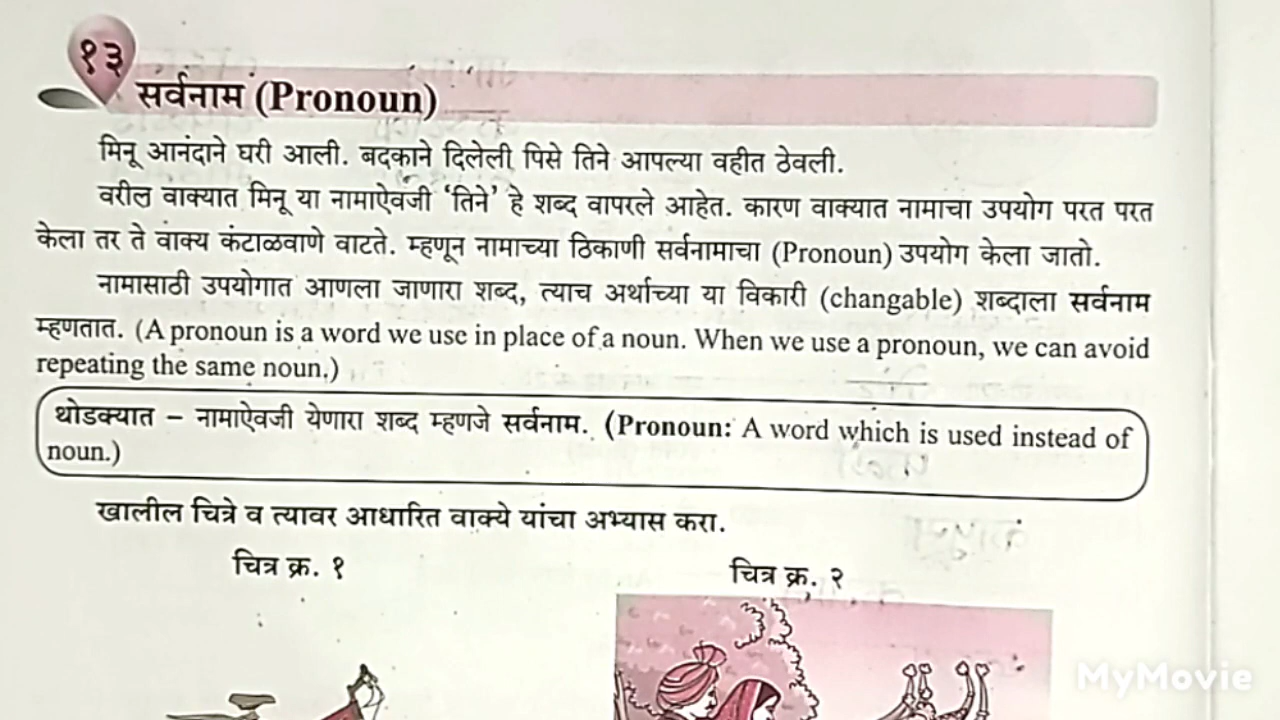 १३
सर्वनाम (Pronoun)
मिनू आनंदाने घरी आली. बदकाने दिलेली पिसे तिने आपल्या वहीत ठेवली.
वरील वाक्यात मिनू या नामाऐवजी ‘तिने’ हे शब्द वापरले आहेत. कारण वाक्यात नामाचा उपयोग परत परत
केला तर ते वाक्य कंटाळवाणे वाटते. म्हणून नामाच्या ठिकाणी सर्वनामाचा (Pronoun) उपयोग केला जातो.
नामासाठी उपयोगात आणला जाणारा शब्द, त्याच अर्थाच्या या विकारी (changable) शब्दाला सर्वनाम
म्हणतात. (A pronoun is a word we use in place of a noun. When we use a pronoun, we can avoid
repeating the same noun.)
थोडक्यात – नामाऐवजी येणारा शब्द म्हणजे सर्वनाम. (Pronoun: A word which is used instead of
noun.)
खालील चित्रे व त्यावर आधारित वाक्ये यांचा अभ्यास करा.
चित्र क्र. १
चित्र क्र. २
MyMovie